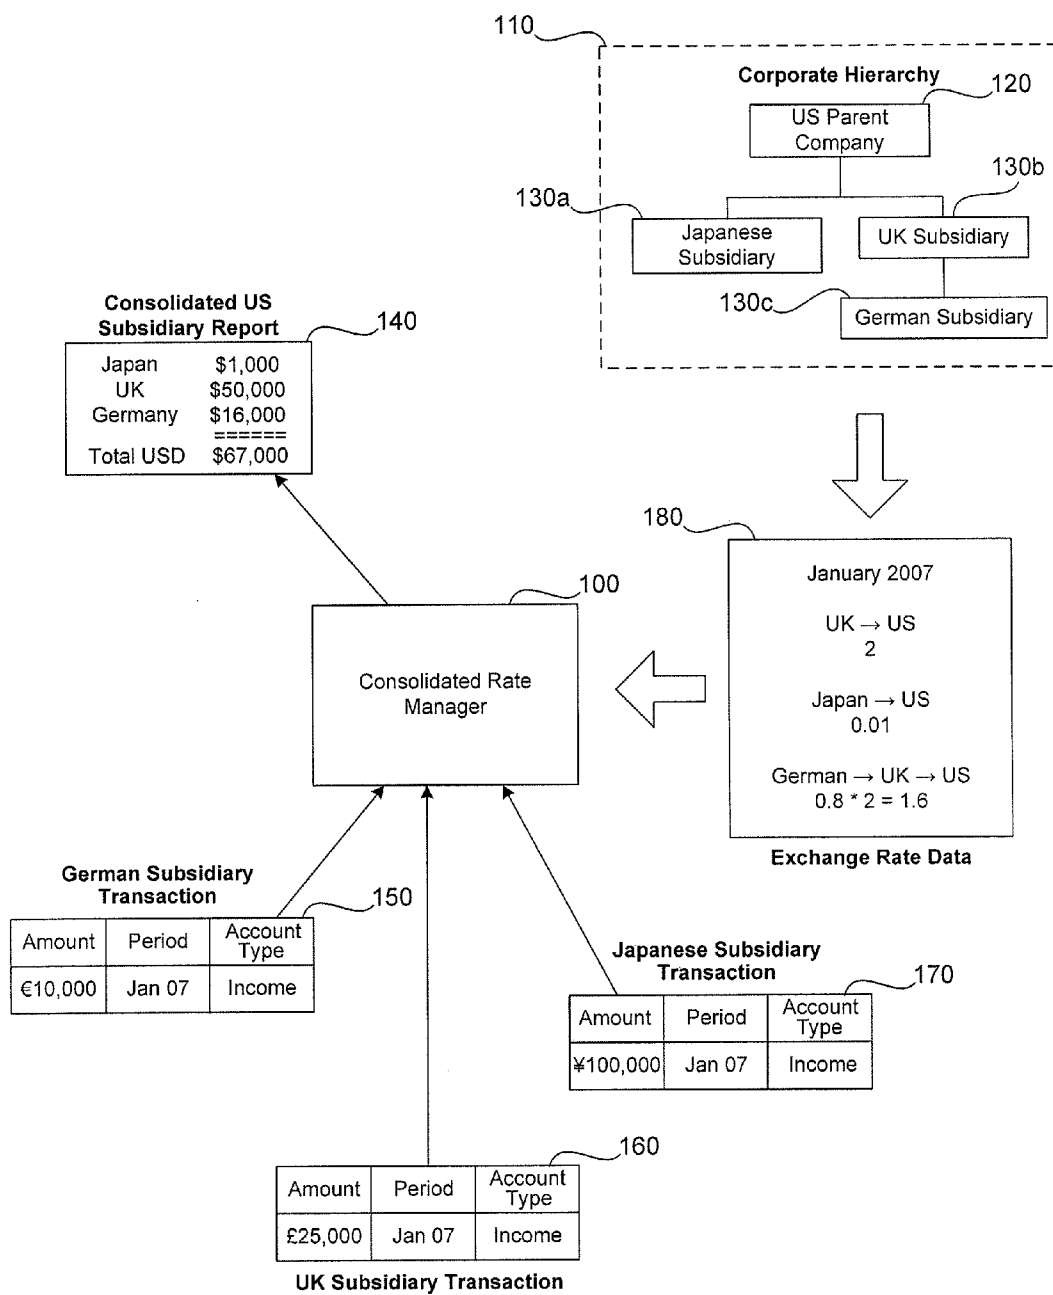 110
Corporate Hierarchy
120
US Parent
Company
130a
130b
Japanese
Subsidiary
UK Subsidiary
130c
German Subsidiary
Consolidated US
Subsidiary Report
140
Japan $1,000
UK $50,000
Germany $16,000
======
Total USD $67,000
180
January 2007
UK → US
2
Japan → US
0.01
German → UK → US
0.8 * 2 = 1.6
Exchange Rate Data
100
Consolidated Rate
Manager
German Subsidiary
Transaction
150
Amount Period Account
Type
€10,000 Jan 07 Income
Japanese Subsidiary
Transaction
170
Amount Period Account
Type
¥100,000 Jan 07 Income
160
Amount Period Account
Type
£25,000 Jan 07 Income
UK Subsidiary Transaction